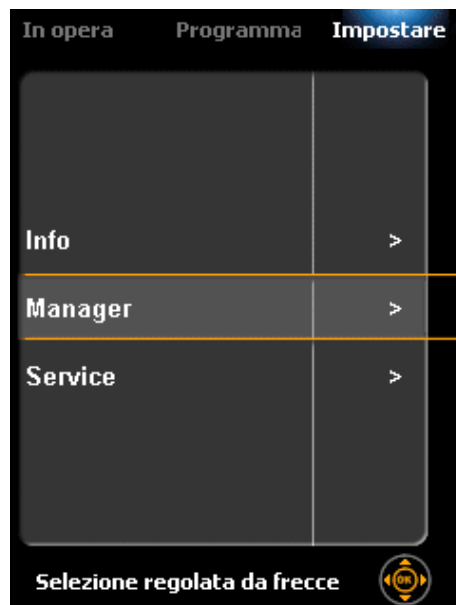 In opera Programma Impostare
Info >
Manager >
Service >
Selezione regolata da frecce OK